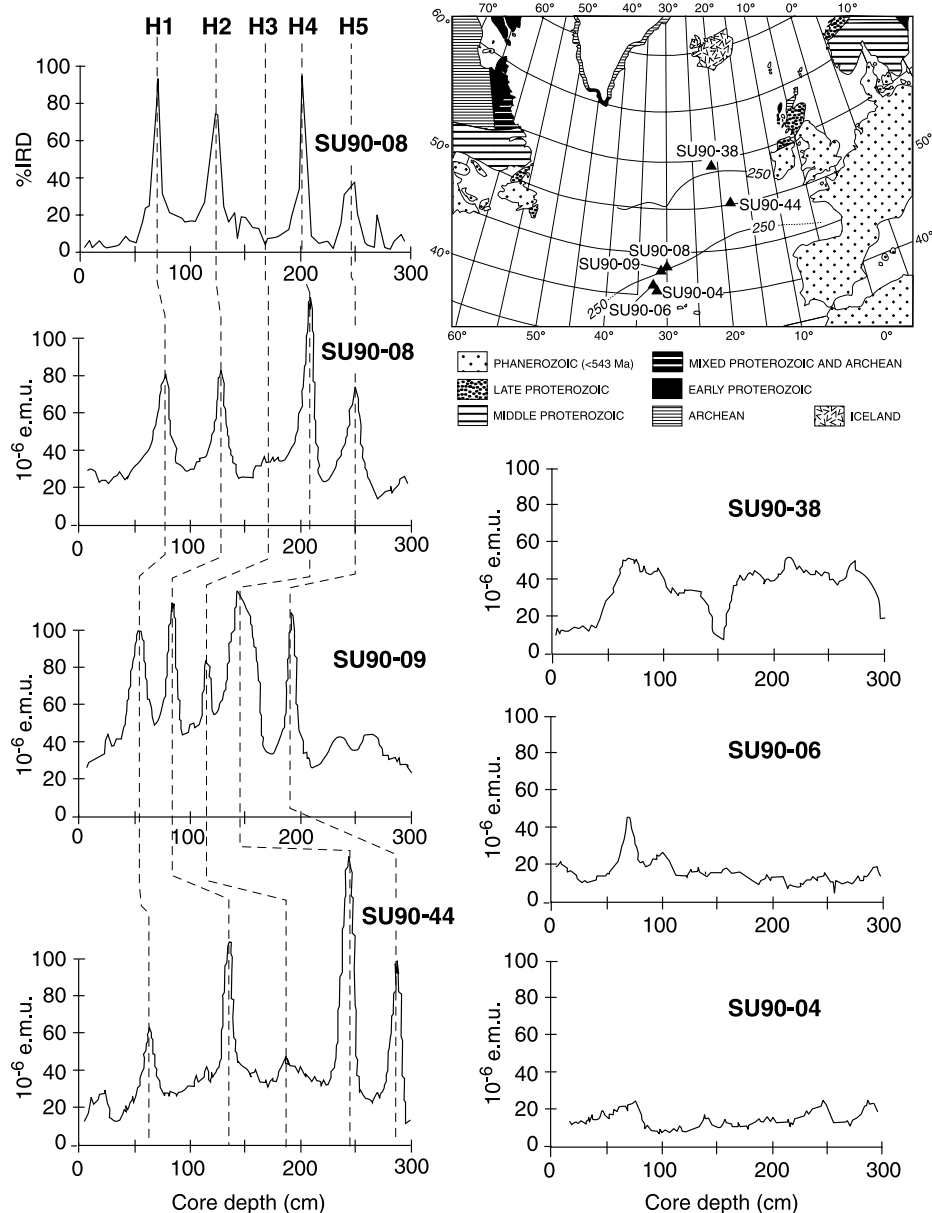 H1 H2 H3 H4 H5
100
80
60
40
20
0
%IRD
SU90-08
0 100 200 300
100
80
60
40
20
0
10⁻⁶ e.m.u.
SU90-08
0 100 200 300
100
80
60
40
20
0
10⁻⁶ e.m.u.
SU90-09
0 100 200 300
100
80
60
40
20
0
10⁻⁶ e.m.u.
SU90-44
0 100 200 300
Core depth (cm)
70° 60° 50° 40° 30° 20° 10° 0° 10°
60°
50°
40°
50°
40°
SU90-38
250
SU90-44
250
SU90-08
SU90-09
250
SU90-04
SU90-06
60° 50° 40° 30° 20° 10° 0°
PHANEROZOIC (<543 Ma)
MIXED PROTEROZOIC AND ARCHEAN
LATE PROTEROZOIC
EARLY PROTEROZOIC
MIDDLE PROTEROZOIC
ARCHEAN
ICELAND
100
80
60
40
20
0
10⁻⁶ e.m.u.
SU90-38
0 100 200 300
100
80
60
40
20
0
10⁻⁶ e.m.u.
SU90-06
0 100 200 300
100
80
60
40
20
0
10⁻⁶ e.m.u.
SU90-04
0 100 200 300
Core depth (cm)